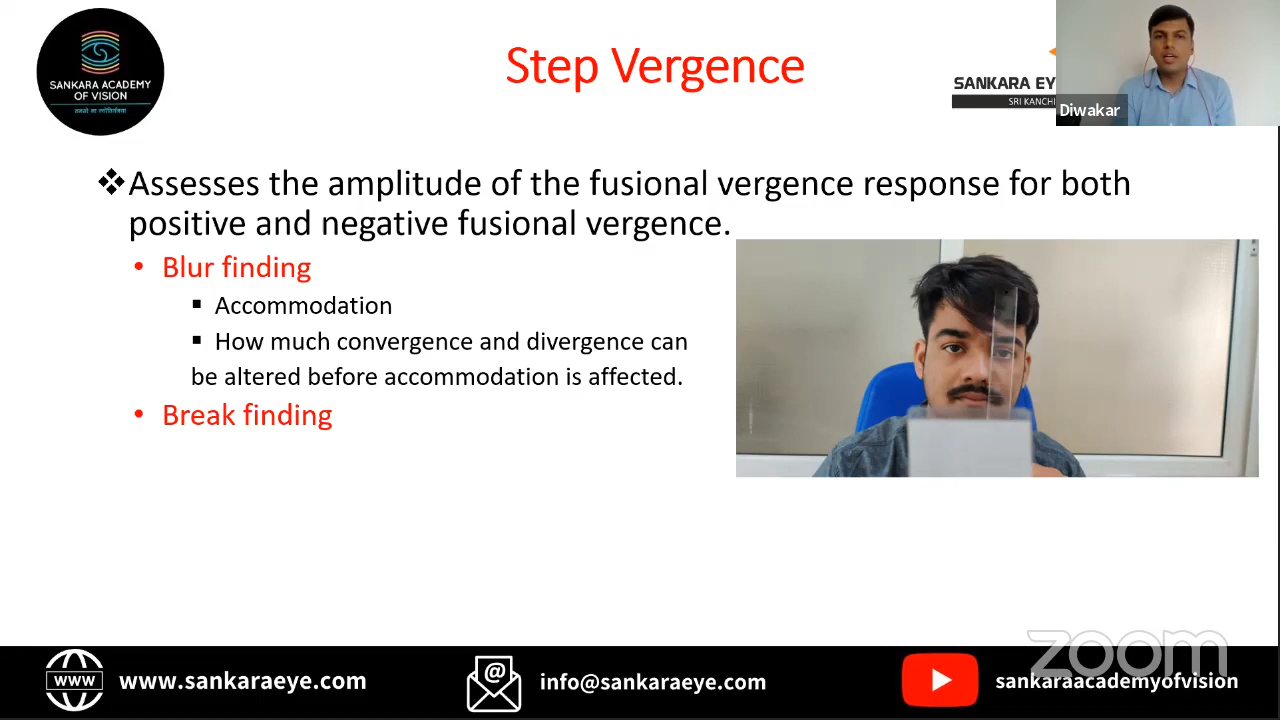 SANKARA ACADEMY
OF VISION
Step Vergence
SANKARA EY
SRI KANCHI
Diwakar
❖Assesses the amplitude of the fusional vergence response for both
positive and negative fusional vergence.
• Blur finding
▪ Accommodation
▪ How much convergence and divergence can
be altered before accommodation is affected.
• Break finding
zoom
www
www.sankaraeye.com
@
info@sankaraeye.com
sankaraacademyofvision